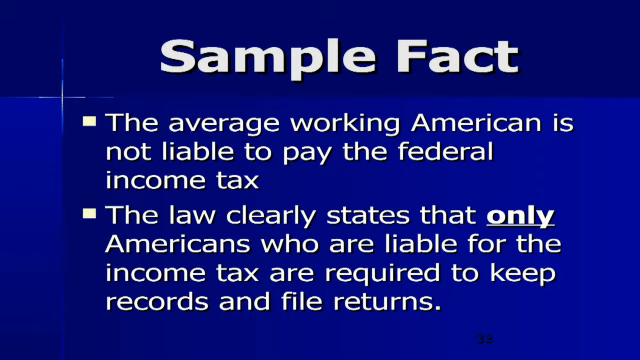 Sample Fact
The average working American is
not liable to pay the federal
income tax
The law clearly states that only
Americans who are liable for the
income tax are required to keep
records and file returns.
33